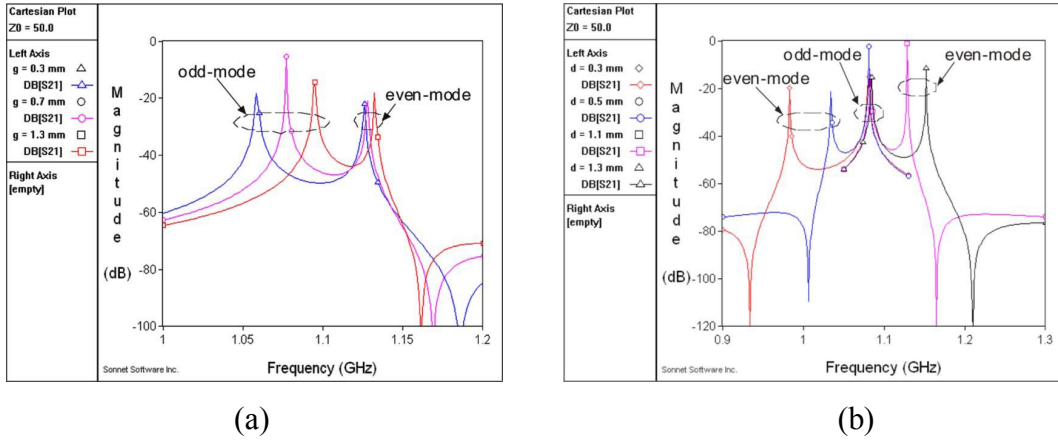 Cartesian Plot
Z0 = 50.0
Left Axis
g = 0.3 mm
DB[S21]
g = 0.7 mm
DB[S21]
g = 1.3 mm
DB[S21]
Right Axis
[empty]
Magnitude
(dB)
0
-20
-40
-60
-80
-100
odd-mode
even-mode
1
1.05
1.1
1.15
1.2
Frequency (GHz)
Sonnet Software Inc.
(a)
Cartesian Plot
Z0 = 50.0
Left Axis
d = 0.3 mm
DB[S21]
d = 0.5 mm
DB[S21]
d = 1.1 mm
DB[S21]
d = 1.3 mm
DB[S21]
Right Axis
[empty]
Magnitude
(dB)
0
-20
-40
-60
-80
-100
-120
odd-mode
even-mode
even-mode
0.9
1
1.1
1.2
1.3
Frequency (GHz)
Sonnet Software Inc.
(b)